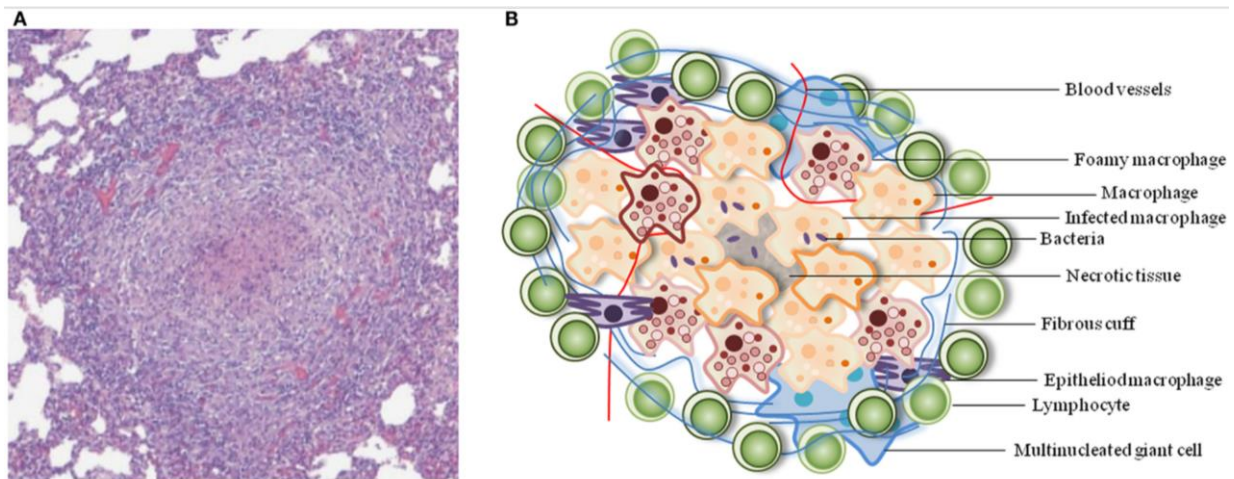 A
B
Blood vessels
Foamy macrophage
Macrophage
Infected macrophage
Bacteria
Necrotic tissue
Fibrous cuff
Epitheliod macrophage
Lymphocyte
Multinucleated giant cell